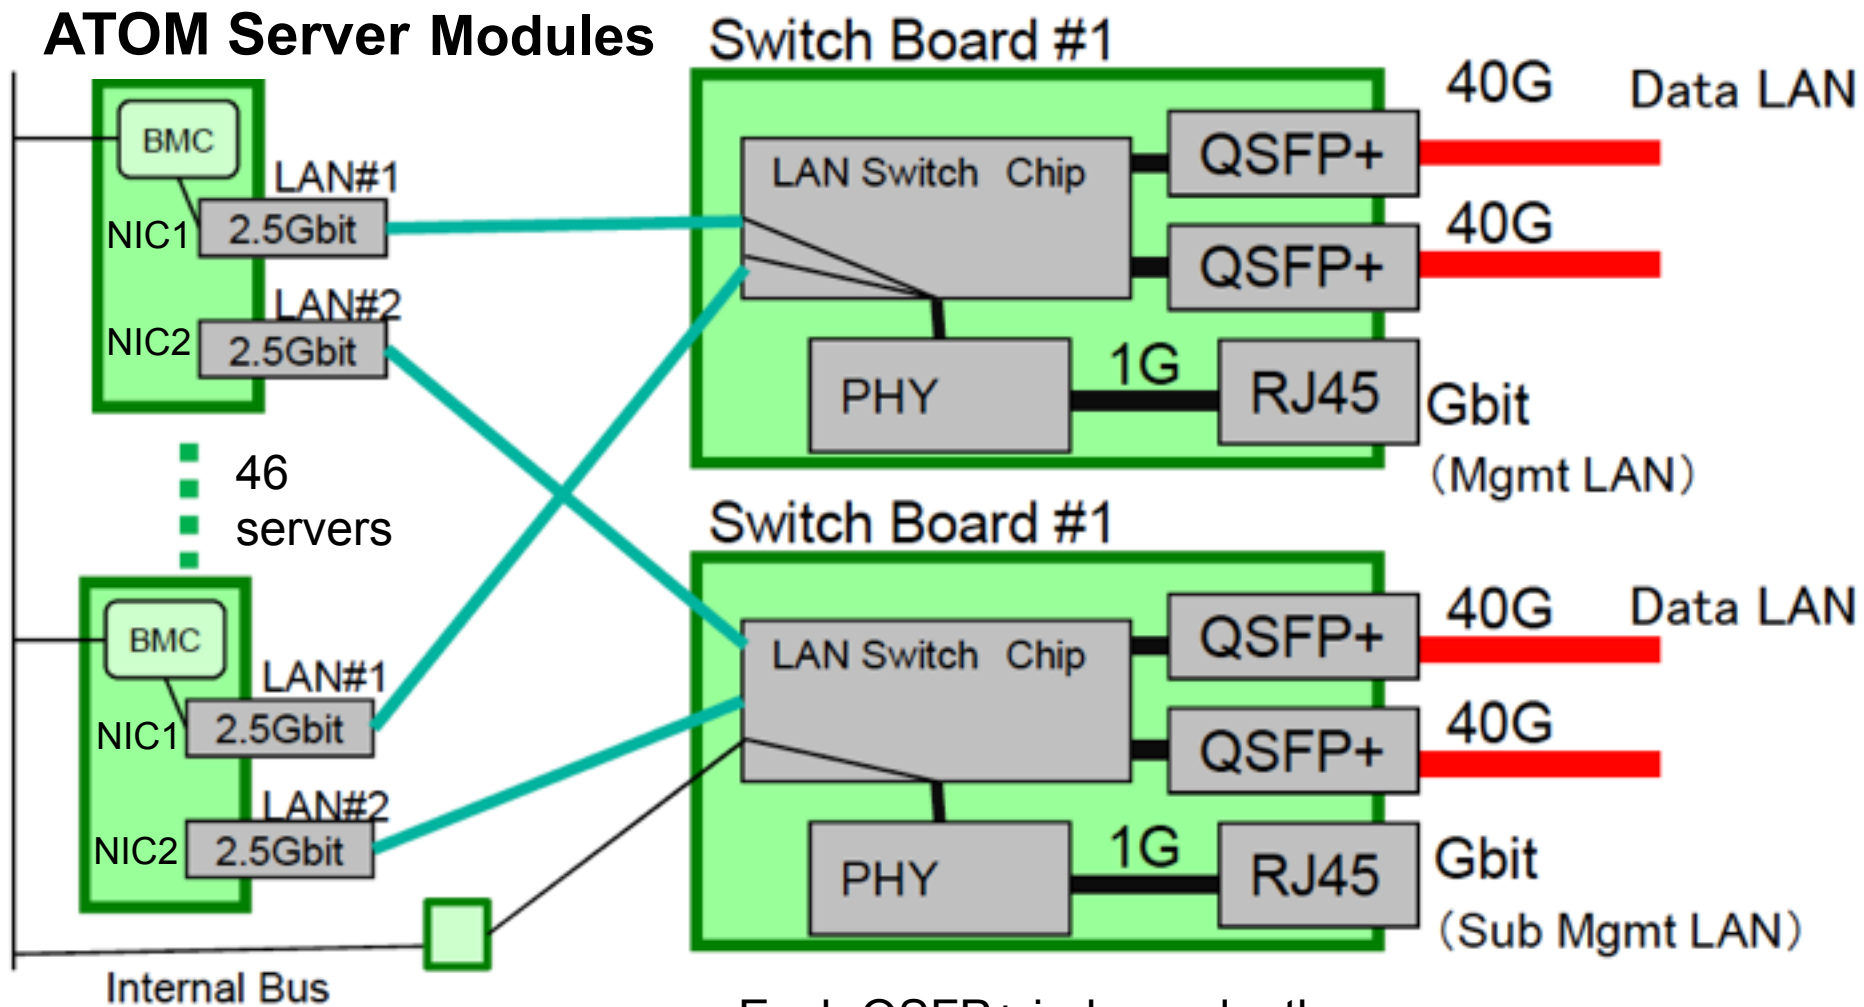 ATOM Server Modules
BMC
LAN#1
NIC1
2.5Gbit
LAN#2
NIC2
2.5Gbit
46
servers
BMC
LAN#1
NIC1
2.5Gbit
LAN#2
NIC2
2.5Gbit
Internal Bus
Switch Board #1
LAN Switch Chip
QSFP+
40G
Data LAN
QSFP+
40G
PHY
1G
RJ45
Gbit
（Mgmt LAN）
Switch Board #1
LAN Switch Chip
QSFP+
40G
Data LAN
QSFP+
40G
PHY
1G
RJ45
Gbit
（Sub Mgmt LAN）